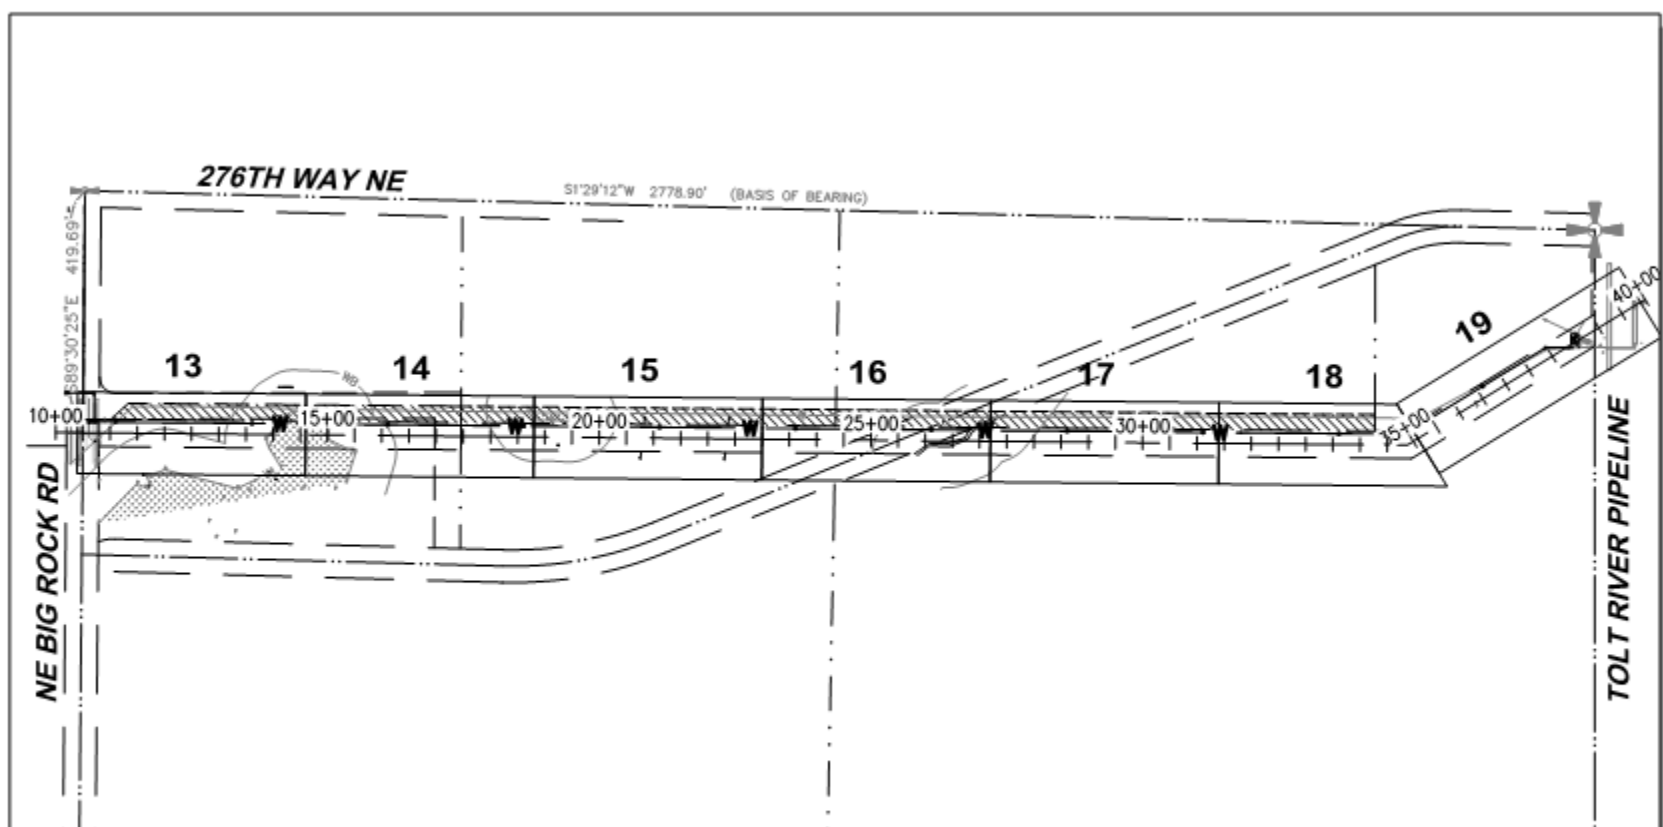 276TH WAY NE
S1°29'12"W 2778.90' (BASIS OF BEARING)
S89°30'25"E 419.69'
13
14
15
16
17
18
19
WB
10+00
15+00
20+00
25+00
30+00
35+00
40+00
W
W
W
W
W
NE BIG ROCK RD
TOLT RIVER PIPELINE